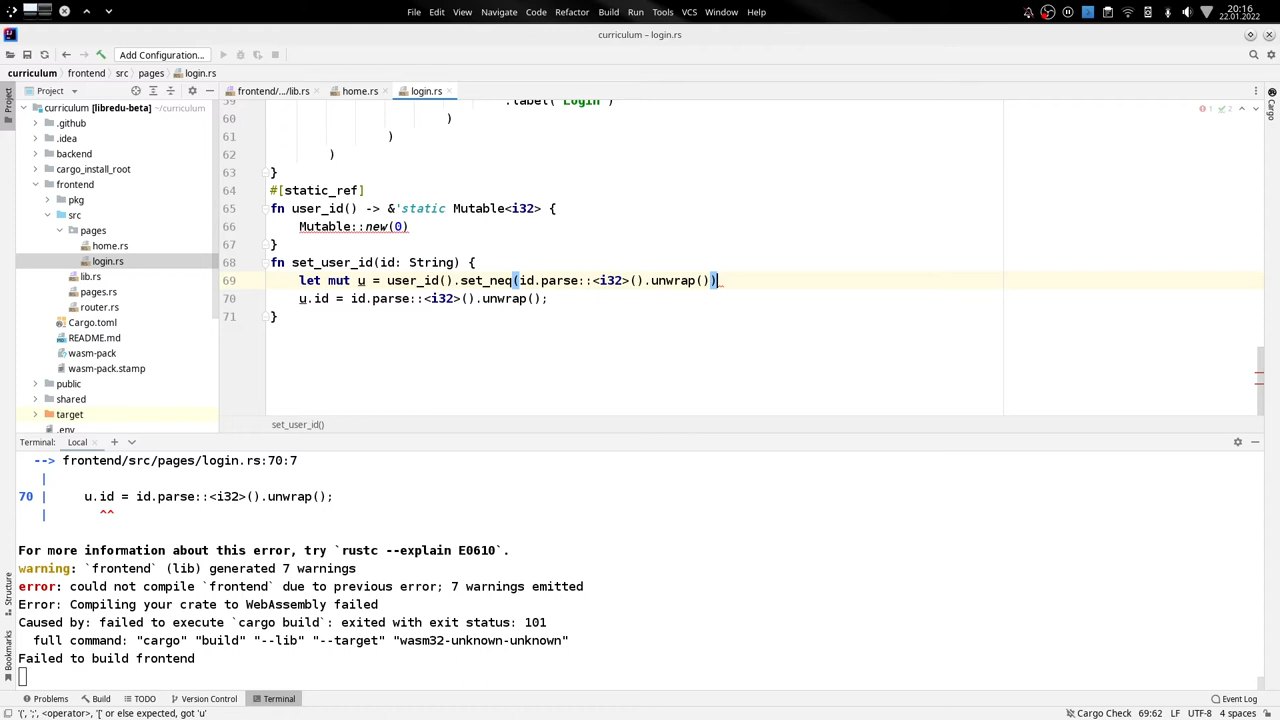 File Edit View Navigate Code Refactor Build Run Tools VCS Window Help
20:16
22.01.2022
curriculum – login.rs
Add Configuration...
curriculum frontend src pages login.rs
Project
frontend/.../lib.rs home.rs login.rs
curriculum [libredu-beta] ~/curriculum
.github
.idea
backend
cargo_install_root
frontend
pkg
src
pages
home.rs
login.rs
lib.rs
pages.rs
router.rs
Cargo.toml
README.md
wasm-pack
wasm-pack.stamp
public
shared
target
.env
59 .label("Login")
60 )
61 )
62 )
63 }
64 #[static_ref]
65 fn user_id() -> &'static Mutable<i32> {
66 Mutable::new(0)
67 }
68 fn set_user_id(id: String) {
69 let mut u = user_id().set_neq(id.parse::<i32>().unwrap())
70 u.id = id.parse::<i32>().unwrap();
71 }
1 2
set_user_id()
Project
Structure
Bookmarks
Cargo
Terminal: Local
--> frontend/src/pages/login.rs:70:7
|
70 | u.id = id.parse::<i32>().unwrap();
| ^^
For more information about this error, try `rustc --explain E0610`.
warning: `frontend` (lib) generated 7 warnings
error: could not compile `frontend` due to previous error; 7 warnings emitted
Error: Compiling your crate to WebAssembly failed
Caused by: failed to execute `cargo build`: exited with exit status: 101
full command: "cargo" "build" "--lib" "--target" "wasm32-unknown-unknown"
Failed to build frontend
Problems Build TODO Version Control Terminal Event Log
'(', ';', <operator>, '[' or else expected, got 'u' Cargo Check 69:62 LF UTF-8 4 spaces